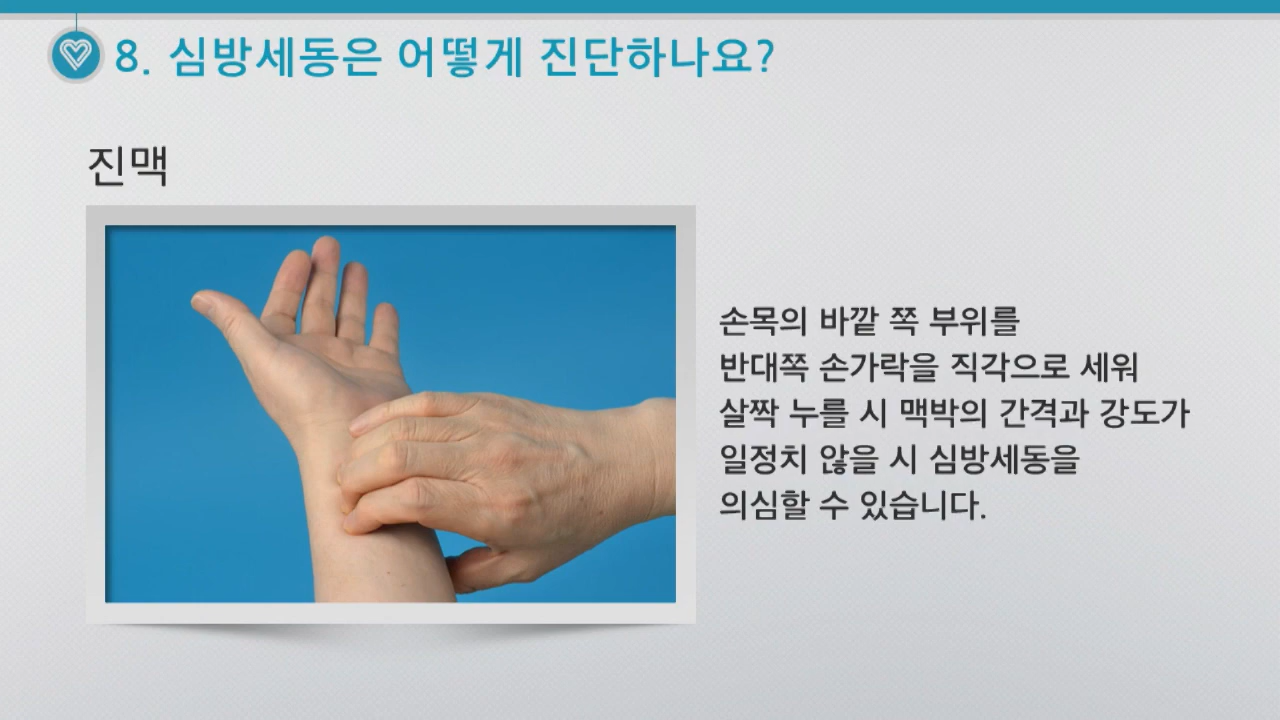 8. 심방세동은 어떻게 진단하나요?
진맥
손목의 바깥 쪽 부위를
반대쪽 손가락을 직각으로 세워
살짝 누를 시 맥박의 간격과 강도가
일정치 않을 시 심방세동을
의심할 수 있습니다.